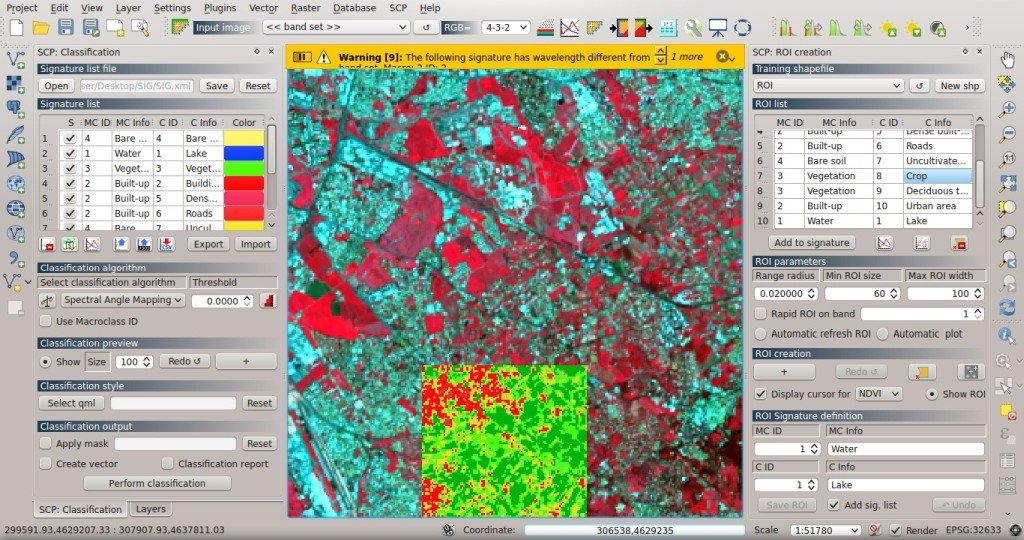 Project Edit View Layer Settings Plugins Vector Raster Database SCP Help
Input image << band set >> RGB= 4-3-2
SCP: Classification
Signature list file
Open ser/Desktop/SIG/SIG.xml Save Reset
Signature list
S MC ID MC Info C ID C Info Color
1 4 Bare ... 4 Bare ...
2 1 Water 1 Lake
3 3 Veget... 3 Veget...
4 2 Built-up 4 Buildi...
5 2 Built-up 5 Dens...
6 2 Built-up 6 Roads
7 4 Bare 7 Uncul
Export Import
Classification algorithm
Select classification algorithm Threshold
Spectral Angle Mapping 0.0000
Use Macroclass ID
Classification preview
Show Size 100 Redo ↺ +
Classification style
Select qml Reset
Classification output
Apply mask Reset
Create vector Classification report
Perform classification
SCP: Classification Layers
Warning [9]: The following signature has wavelength different from
band set. Macro: 2 ID: 2
1 more
SCP: ROI creation
Training shapefile
ROI New shp
ROI list
MC ID MC Info C ID C Info
4 2 Built-up 5 Dense built-...
5 2 Built-up 6 Roads
6 4 Bare soil 7 Uncultivate...
7 3 Vegetation 8 Crop
8 3 Vegetation 9 Deciduous t...
9 2 Built-up 10 Urban area
10 1 Water 1 Lake
Add to signature
ROI parameters
Range radius Min ROI size Max ROI width
0.020000 60 100
Rapid ROI on band 1
Automatic refresh ROI Automatic plot
ROI creation
+ Redo ↺
Display cursor for NDVI Show ROI
ROI Signature definition
MC ID MC Info
1 Water
C ID C Info
1 Lake
Save ROI Add sig. list Undo
299591.93,4629207.33 : 307907.93,4637811.03 Coordinate: 306538,4629235 Scale 1:51780 Render EPSG:32633